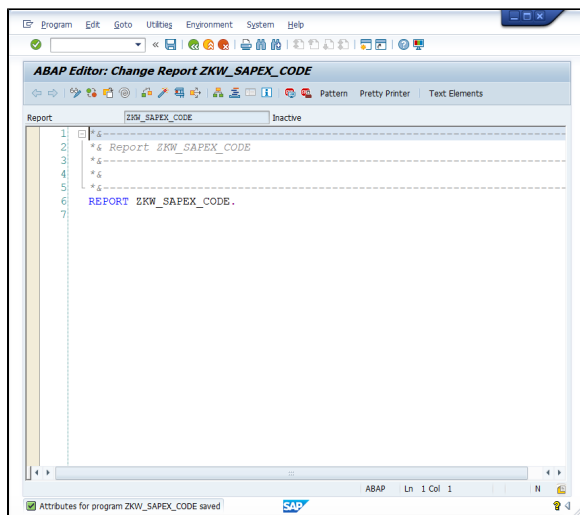 Program Edit Goto Utilities Environment System Help
ABAP Editor: Change Report ZKW_SAPEX_CODE
Pattern Pretty Printer Text Elements
Report ZKW_SAPEX_CODE Inactive
1 *&---------------------------------------------------------------------
2 *& Report ZKW_SAPEX_CODE
3 *&---------------------------------------------------------------------
4 *&
5 *&---------------------------------------------------------------------
6 REPORT ZKW_SAPEX_CODE.
7
ABAP Ln 1 Col 1 N
Attributes for program ZKW_SAPEX_CODE saved SAP